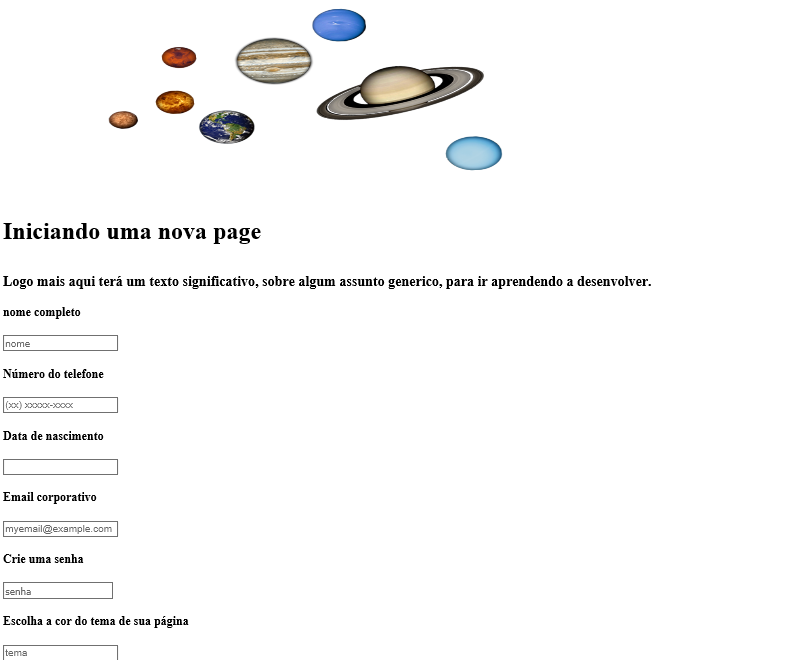 Iniciando uma nova page
Logo mais aqui terá um texto significativo, sobre algum assunto generico, para ir aprendendo a desenvolver.
nome completo
nome
Número do telefone
(xx) xxxxx-xxxx
Data de nascimento
Email corporativo
myemail@example.com
Crie uma senha
senha
Escolha a cor do tema de sua página
tema